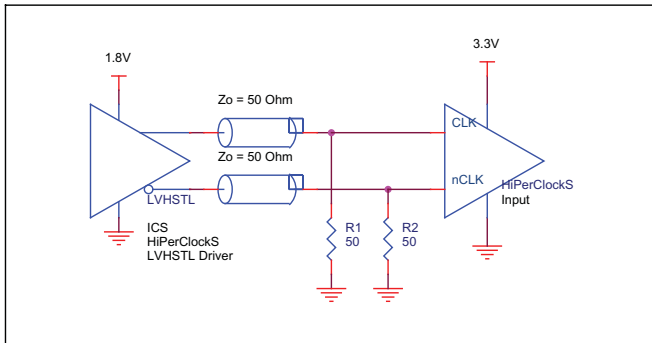 1.8V
3.3V
Zo = 50 Ohm
CLK
Zo = 50 Ohm
nCLK
LVHSTL
HiPerClockS
Input
ICS
HiPerClockS
LVHSTL Driver
R1
50
R2
50